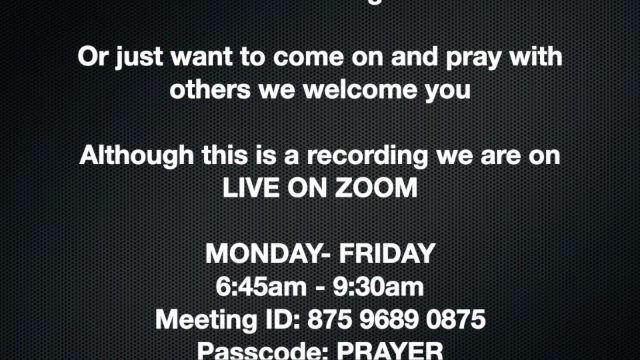 Or just want to come on and pray with
others we welcome you
Although this is a recording we are on
LIVE ON ZOOM
MONDAY- FRIDAY
6:45am - 9:30am
Meeting ID: 875 9689 0875
Passcode: PRAYER